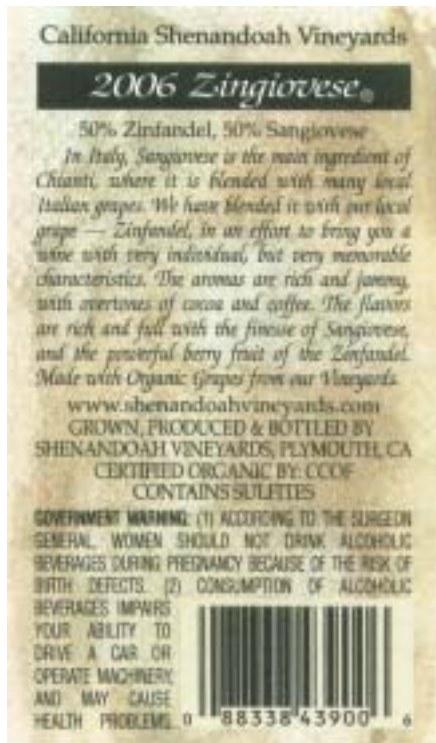 California Shenandoah Vineyards
2006 Zingiovese®
50% Zinfandel, 50% Sangiovese
In Italy, Sangiovese is the main ingredient of
Chianti, where it is blended with many local
Italian grapes. We have blended it with our local
grape — Zinfandel, in an effort to bring you a
wine with very individual, but very memorable
characteristics. The aromas are rich and jammy,
with overtones of cocoa and coffee. The flavors
are rich and full with the finesse of Sangiovese,
and the powerful berry fruit of the Zinfandel.
Made with Organic Grapes from our Vineyards.
www.shenandoahvineyards.com
GROWN, PRODUCED & BOTTLED BY
SHENANDOAH VINEYARDS, PLYMOUTH, CA
CERTIFIED ORGANIC BY: CCOF
CONTAINS SULFITES
GOVERNMENT WARNING: (1) ACCORDING TO THE SURGEON
GENERAL, WOMEN SHOULD NOT DRINK ALCOHOLIC
BEVERAGES DURING PREGNANCY BECAUSE OF THE RISK OF
BIRTH DEFECTS. (2) CONSUMPTION OF ALCOHOLIC
BEVERAGES IMPAIRS
YOUR ABILITY TO
DRIVE A CAR OR
OPERATE MACHINERY,
AND MAY CAUSE
HEALTH PROBLEMS.
0 88338 43900 6